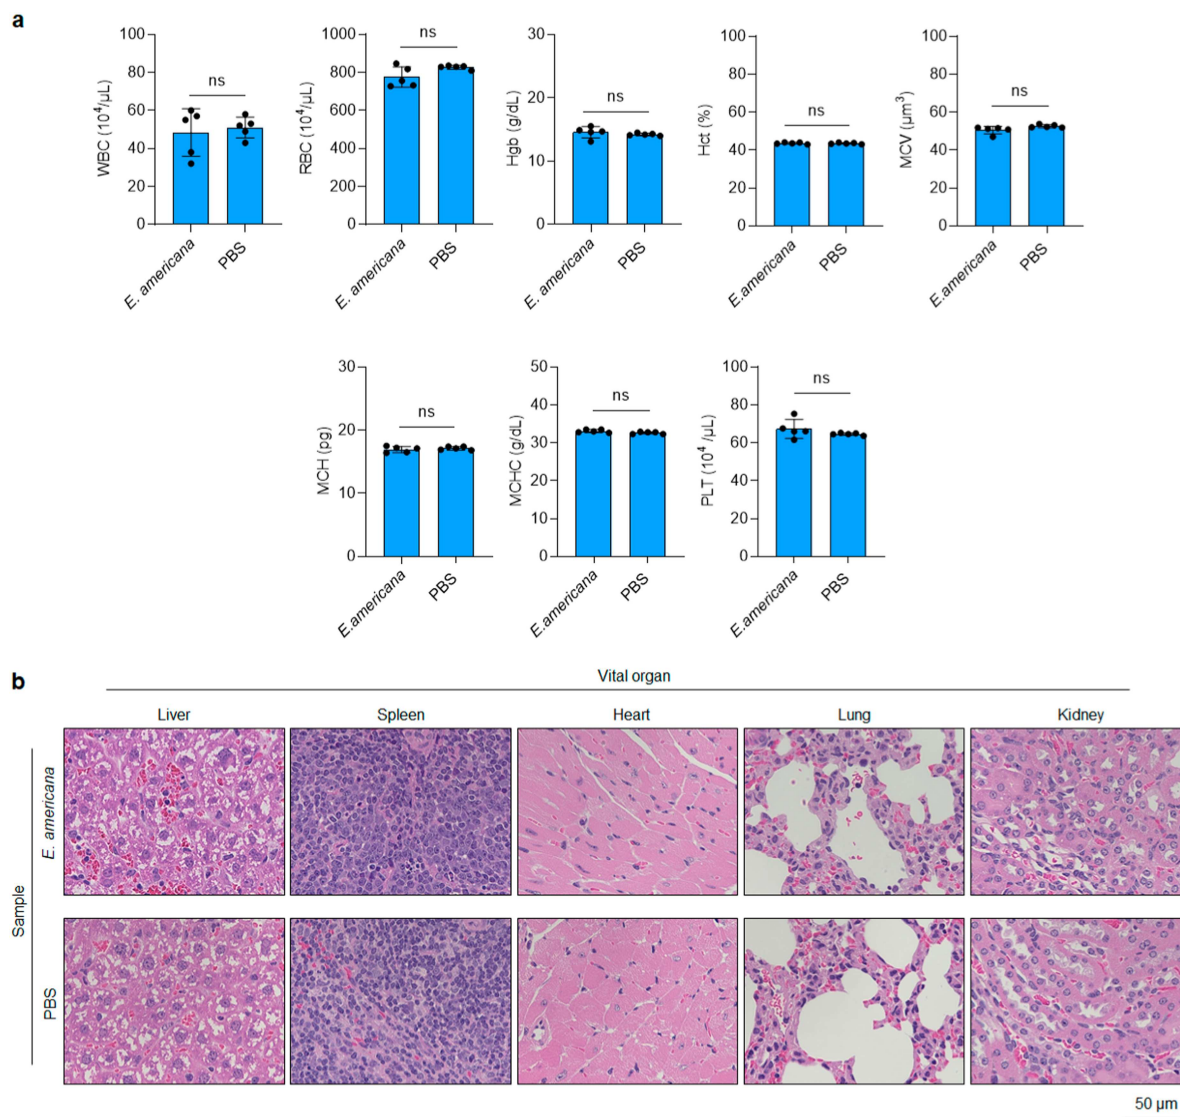 a
WBC (10⁴/µL)
100
80
60
40
20
0
ns
E. americana
PBS
RBC (10⁴/µL)
1000
800
600
400
200
0
ns
E. americana
PBS
Hgb (g/dL)
30
20
10
0
ns
E. americana
PBS
Hct (%)
100
80
60
40
20
0
ns
E.americana
PBS
MCV (µm³)
100
80
60
40
20
0
ns
E.americana
PBS
MCH (pg)
30
20
10
0
ns
E.americana
PBS
MCHC (g/dL)
50
40
30
20
10
0
ns
E.americana
PBS
PLT (10⁴ /µL)
100
80
60
40
20
0
ns
E.americana
PBS
b
Vital organ
Liver Spleen Heart Lung Kidney
Sample
E. americana
PBS
50 µm